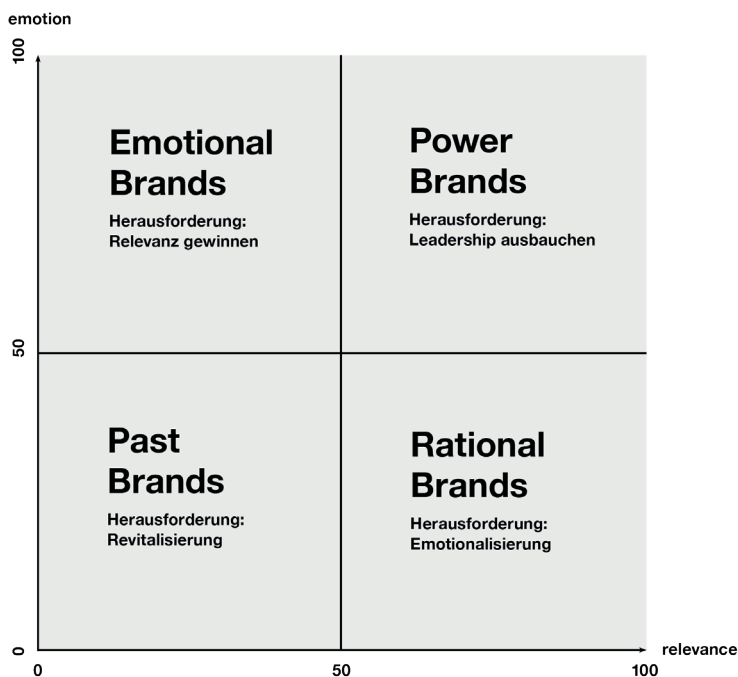 emotion
100
Emotional
Brands
Herausforderung:
Relevanz gewinnen
Power
Brands
Herausforderung:
Leadership ausbauchen
50
Past
Brands
Herausforderung:
Revitalisierung
Rational
Brands
Herausforderung:
Emotionalisierung
0
relevance
0
50
100